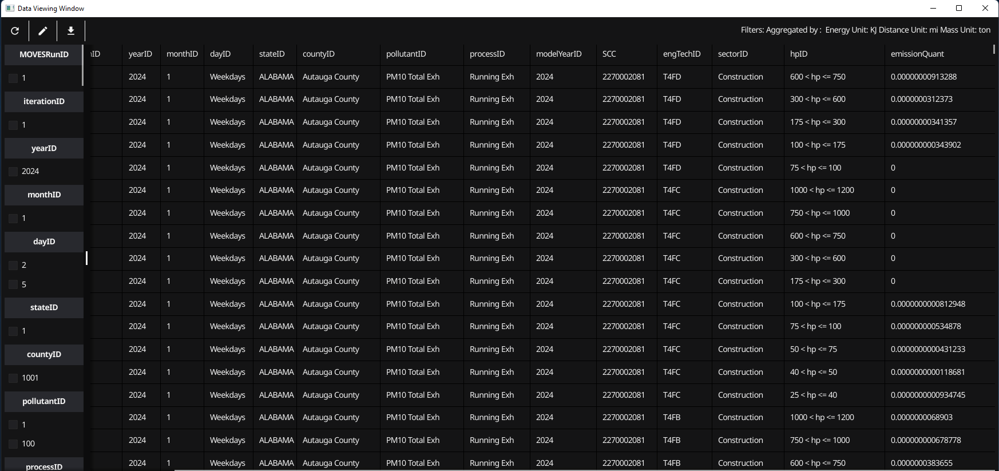 Data Viewing Window
Filters: Aggregated by : Energy Unit: KJ Distance Unit: mi Mass Unit: ton
MOVESRunID
1
iterationID
1
yearID
2024
monthID
1
dayID
2
5
stateID
1
countyID
1001
pollutantID
1
100
processID
ID yearID monthID dayID stateID countyID pollutantID processID modelYearID SCC engTechID sectorID hpID emissionQuant
2024 1 Weekdays ALABAMA Autauga County PM10 Total Exh Running Exh 2024 2270002081 T4FD Construction 600 < hp <= 750 0.00000000913288
2024 1 Weekdays ALABAMA Autauga County PM10 Total Exh Running Exh 2024 2270002081 T4FD Construction 300 < hp <= 600 0.0000000312373
2024 1 Weekdays ALABAMA Autauga County PM10 Total Exh Running Exh 2024 2270002081 T4FD Construction 175 < hp <= 300 0.00000000341357
2024 1 Weekdays ALABAMA Autauga County PM10 Total Exh Running Exh 2024 2270002081 T4FD Construction 100 < hp <= 175 0.000000000343902
2024 1 Weekdays ALABAMA Autauga County PM10 Total Exh Running Exh 2024 2270002081 T4FD Construction 75 < hp <= 100 0
2024 1 Weekdays ALABAMA Autauga County PM10 Total Exh Running Exh 2024 2270002081 T4FC Construction 1000 < hp <= 1200 0
2024 1 Weekdays ALABAMA Autauga County PM10 Total Exh Running Exh 2024 2270002081 T4FC Construction 750 < hp <= 1000 0
2024 1 Weekdays ALABAMA Autauga County PM10 Total Exh Running Exh 2024 2270002081 T4FC Construction 600 < hp <= 750 0
2024 1 Weekdays ALABAMA Autauga County PM10 Total Exh Running Exh 2024 2270002081 T4FC Construction 300 < hp <= 600 0
2024 1 Weekdays ALABAMA Autauga County PM10 Total Exh Running Exh 2024 2270002081 T4FC Construction 175 < hp <= 300 0
2024 1 Weekdays ALABAMA Autauga County PM10 Total Exh Running Exh 2024 2270002081 T4FC Construction 100 < hp <= 175 0.0000000000812948
2024 1 Weekdays ALABAMA Autauga County PM10 Total Exh Running Exh 2024 2270002081 T4FC Construction 75 < hp <= 100 0.000000000534878
2024 1 Weekdays ALABAMA Autauga County PM10 Total Exh Running Exh 2024 2270002081 T4FC Construction 50 < hp <= 75 0.0000000000431233
2024 1 Weekdays ALABAMA Autauga County PM10 Total Exh Running Exh 2024 2270002081 T4FC Construction 40 < hp <= 50 0.0000000000118681
2024 1 Weekdays ALABAMA Autauga County PM10 Total Exh Running Exh 2024 2270002081 T4FC Construction 25 < hp <= 40 0.0000000000934745
2024 1 Weekdays ALABAMA Autauga County PM10 Total Exh Running Exh 2024 2270002081 T4FB Construction 1000 < hp <= 1200 0.0000000068903
2024 1 Weekdays ALABAMA Autauga County PM10 Total Exh Running Exh 2024 2270002081 T4FB Construction 750 < hp <= 1000 0.000000000678778
2024 1 Weekdays ALABAMA Autauga County PM10 Total Exh Running Exh 2024 2270002081 T4FB Construction 600 < hp <= 750 0.0000000383655